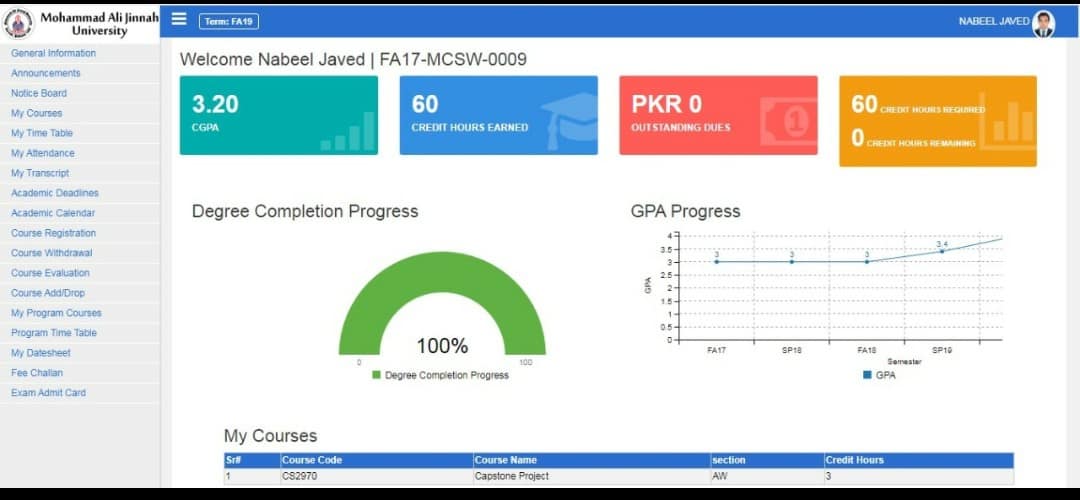 Mohammad Ali Jinnah
University
Term: FA19
NABEEL JAVED
General Information
Announcements
Notice Board
My Courses
My Time Table
My Attendance
My Transcript
Academic Deadlines
Academic Calendar
Course Registration
Course Withdrawal
Course Evaluation
Course Add/Drop
My Program Courses
Program Time Table
My Datesheet
Fee Challan
Exam Admit Card
Welcome Nabeel Javed | FA17-MCSW-0009
3.20
CGPA
60
CREDIT HOURS EARNED
PKR 0
OUTSTANDING DUES
60 CREDIT HOURS REQUIRED
0 CREDIT HOURS REMAINING
Degree Completion Progress
100%
0 100
Degree Completion Progress
GPA Progress
4
3.5
3
2.5
2
1.5
1
0.5
0
GPA
3 3 3 3.4
FA17 SP18 FA18 SP19
Semester
GPA
My Courses
Sr# Course Code Course Name section Credit Hours
1 CS2970 Capstone Project AW 3